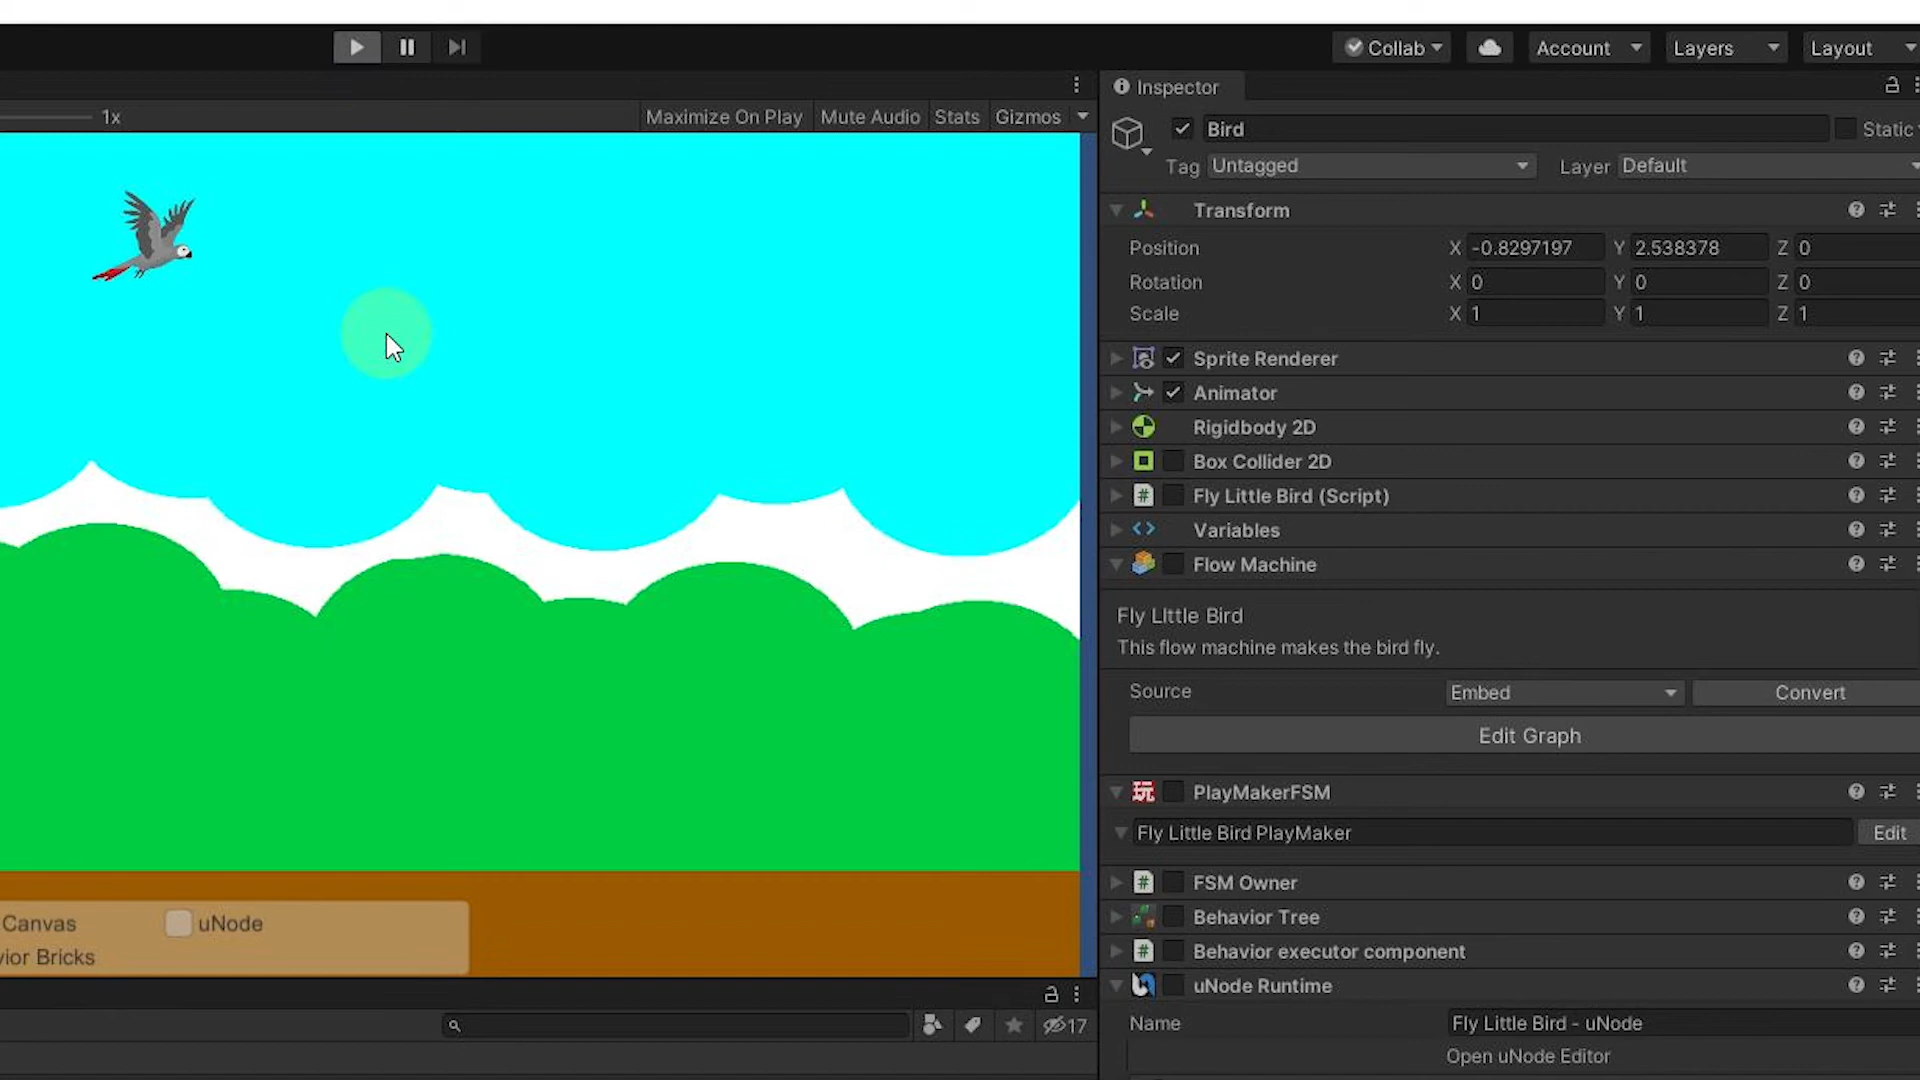 Collab
Account
Layers
Layout
Inspector
1x
Maximize On Play
Mute Audio
Stats
Gizmos
Bird
Static
Tag Untagged
Layer Default
Transform
Position X -0.8297197 Y 2.538378 Z 0
Rotation X 0 Y 0 Z 0
Scale X 1 Y 1 Z 1
Sprite Renderer
Animator
Rigidbody 2D
Box Collider 2D
# Fly Little Bird (Script)
Variables
Flow Machine
Fly LIttle Bird
This flow machine makes the bird fly.
Source Embed Convert
Edit Graph
玩 PlayMakerFSM
Fly Little Bird PlayMaker Edit
# FSM Owner
Behavior Tree
# Behavior executor component
uNode Runtime
Name Fly Little Bird - uNode
Open uNode Editor
Canvas uNode
vior Bricks
17